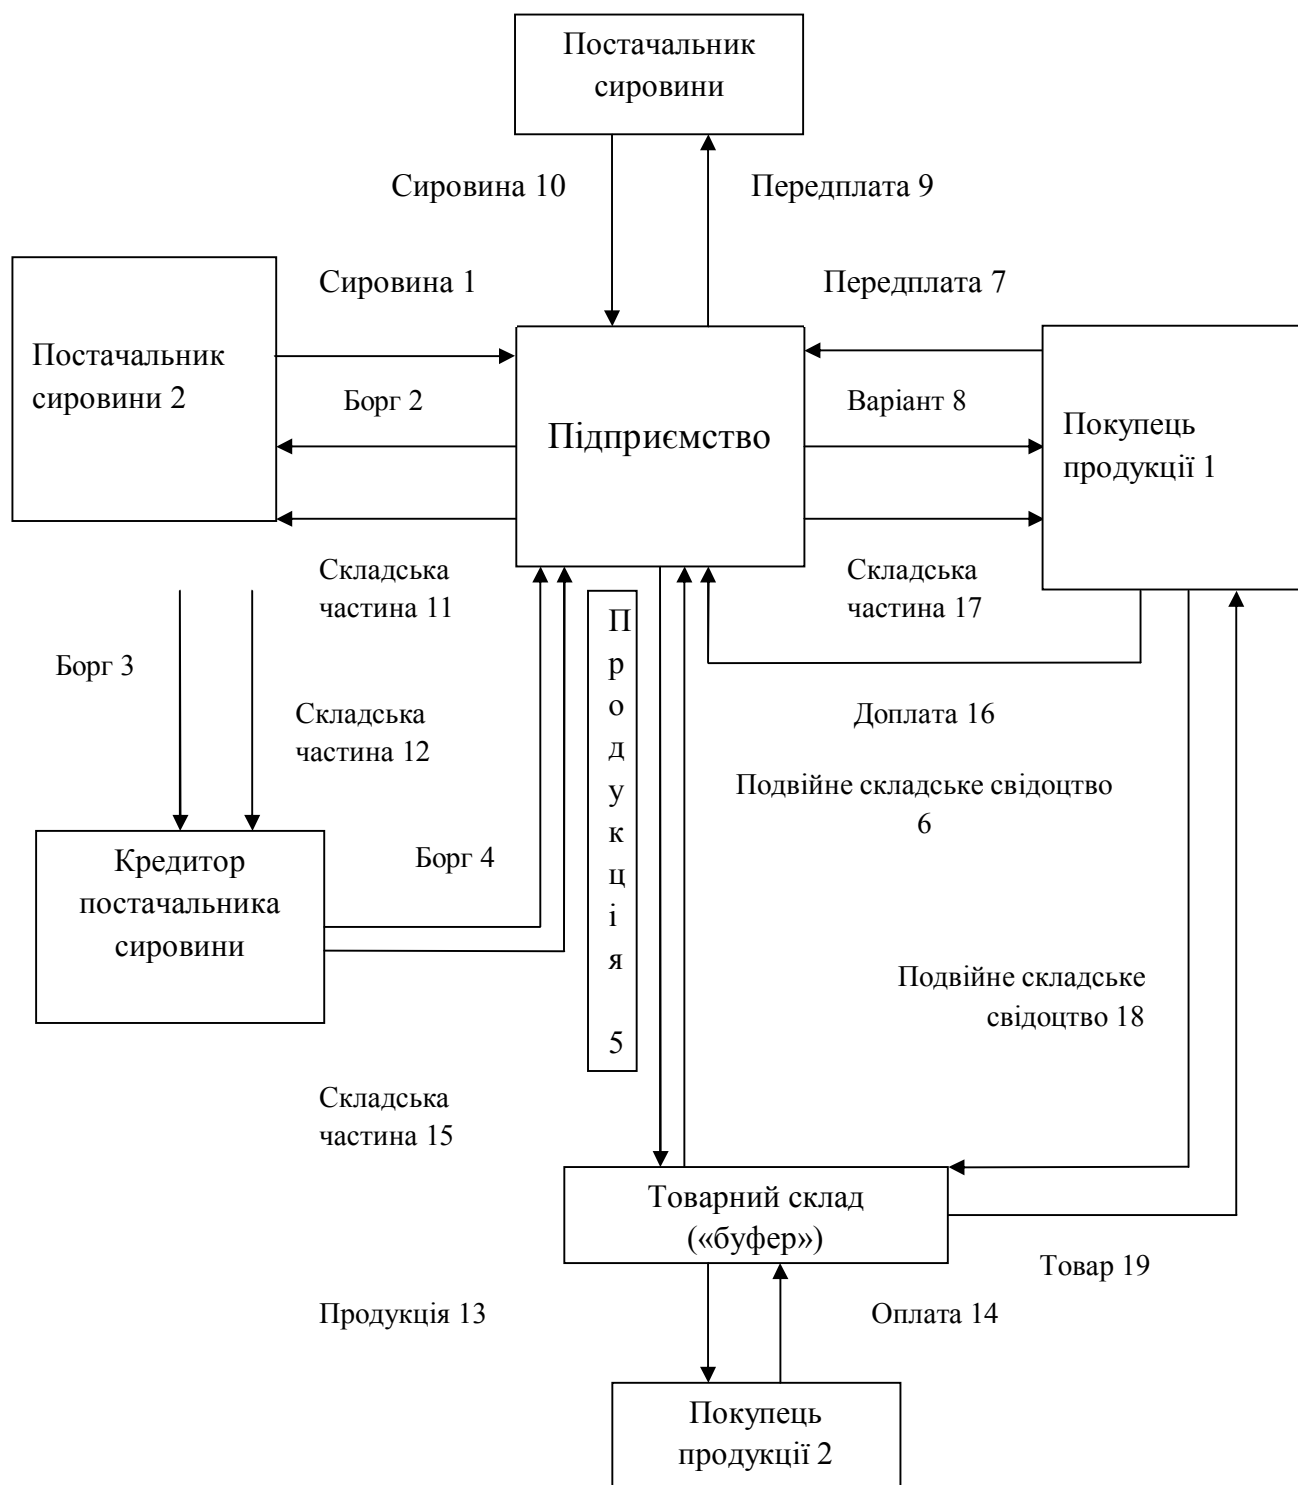 Постачальник
сировини
Сировина 10
Передплата 9
Сировина 1
Передплата 7
Постачальник
сировини 2
Борг 2
Підприємство
Варіант 8
Покупець
продукції 1
Складська
частина 11
Складська
частина 17
Борг 3
Складська
частина 12
Продукція 5
Доплата 16
Подвійне складське свідоцтво
6
Кредитор
постачальника
сировини
Борг 4
Подвійне складське
свідоцтво 18
Складська
частина 15
Товарний склад
(«буфер»)
Товар 19
Продукція 13
Оплата 14
Покупець
продукції 2